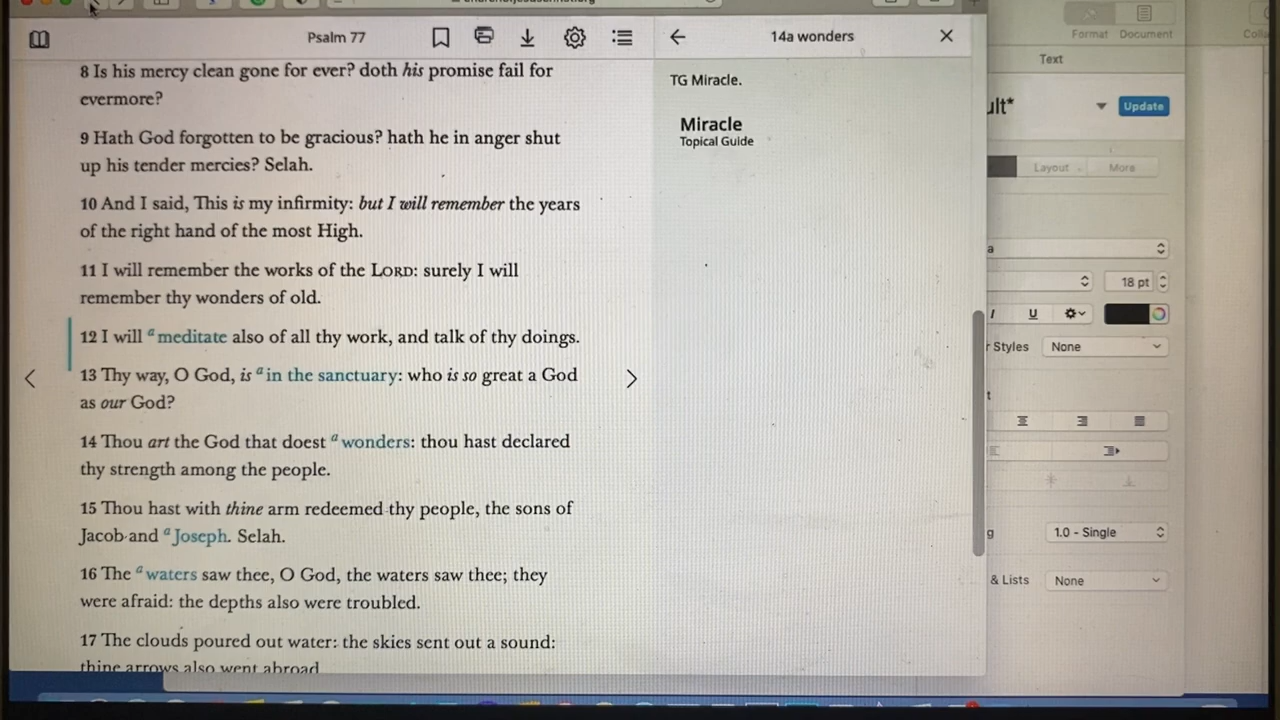 Psalm 77
8 Is his mercy clean gone for ever? doth his promise fail for
evermore?
9 Hath God forgotten to be gracious? hath he in anger shut
up his tender mercies? Selah.
10 And I said, This is my infirmity: but I will remember the years
of the right hand of the most High.
11 I will remember the works of the LORD: surely I will
remember thy wonders of old.
12 I will a meditate also of all thy work, and talk of thy doings.
13 Thy way, O God, is a in the sanctuary: who is so great a God
as our God?
14 Thou art the God that doest a wonders: thou hast declared
thy strength among the people.
15 Thou hast with thine arm redeemed thy people, the sons of
Jacob and a Joseph. Selah.
16 The a waters saw thee, O God, the waters saw thee; they
were afraid: the depths also were troubled.
17 The clouds poured out water: the skies sent out a sound:
thine arrows also went abroad
14a wonders
TG Miracle.
Miracle
Topical Guide
Format Document
Text
ult*
Update
Layout
More
a
18 pt
I U
r Styles None
t
g 1.0 - Single
& Lists None